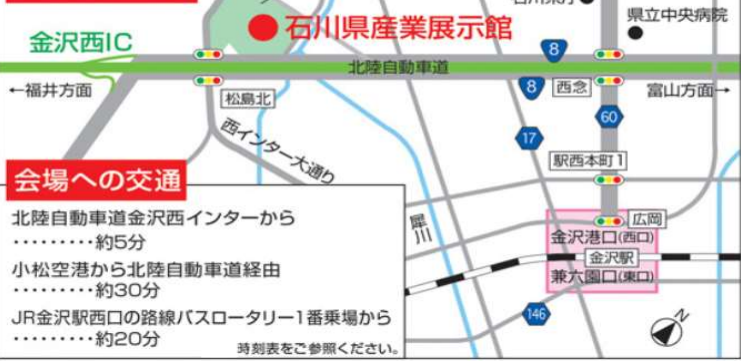 石川県産業展示館
県立中央病院
金沢西IC
8
北陸自動車道
←福井方面
松島北
8
西念
富山方面→
60
西インター大通り
17
駅西本町1
会場への交通
北陸自動車道金沢西インターから
………約5分
小松空港から北陸自動車道経由
………約30分
JR金沢駅西口の路線バスロータリー1番乗場から
………約20分
時刻表をご参照ください。
犀川
広岡
金沢港口(西口)
金沢駅
兼六園口(東口)
146
N